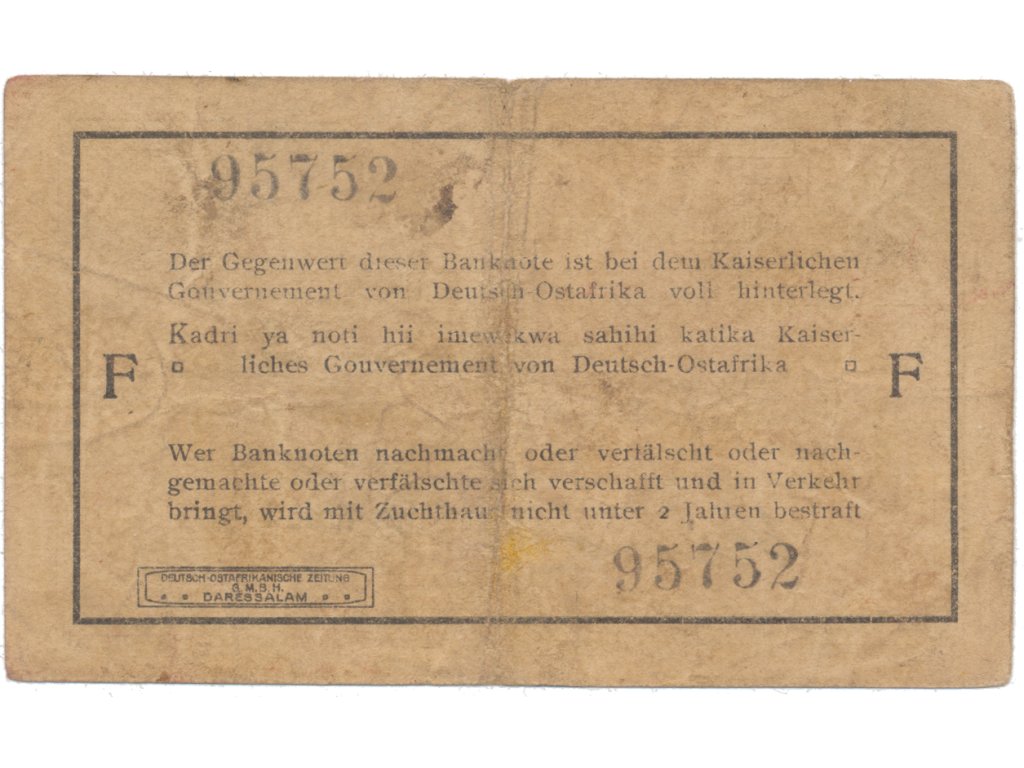 95752
Der Gegenwert dieser Banknote ist bei dem Kaiserlichen
Gouvernement von Deutsch-Ostafrika voll hinterlegt.
Kadri ya noti hii imewekwa sahihi katika Kaiser-
liches Gouvernement von Deutsch-Ostafrika
F
F
Wer Banknoten nachmacht oder verfälscht oder nach-
gemachte oder verfälschte sich verschafft und in Verkehr
bringt, wird mit Zuchthaus nicht unter 2 Jahren bestraft
95752
DEUTSCH-OSTAFRIKANISCHE ZEITUNG
G.M.B.H.
DARESSALAM